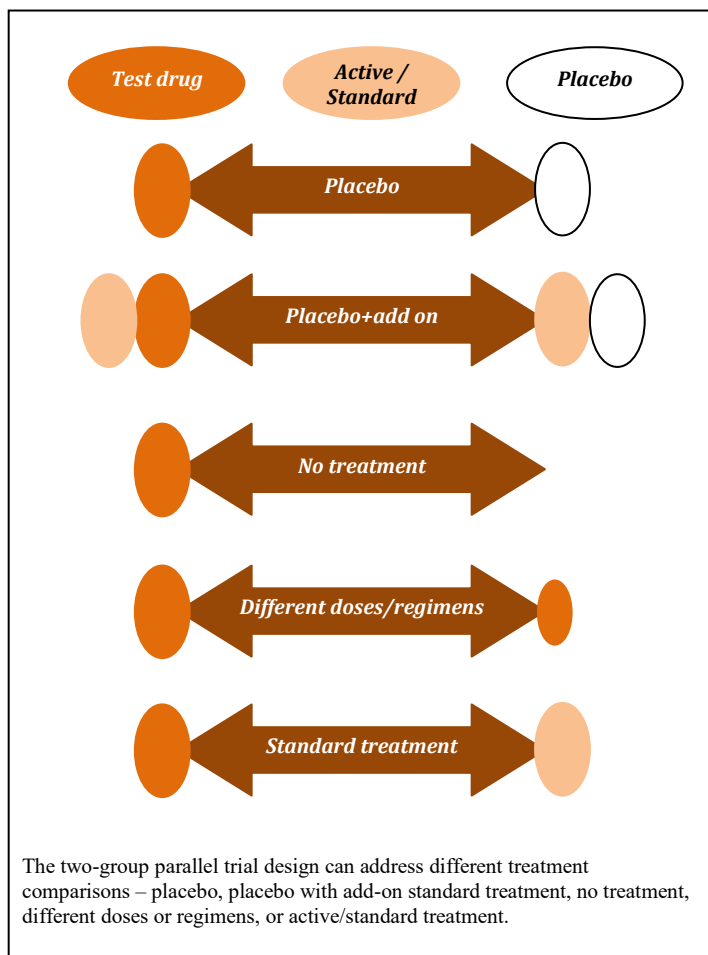 Test drug
Active /
Standard
Placebo
Placebo
Placebo+add on
No treatment
Different doses/regimens
Standard treatment
The two-group parallel trial design can address different treatment
comparisons – placebo, placebo with add-on standard treatment, no treatment,
different doses or regimens, or active/standard treatment.